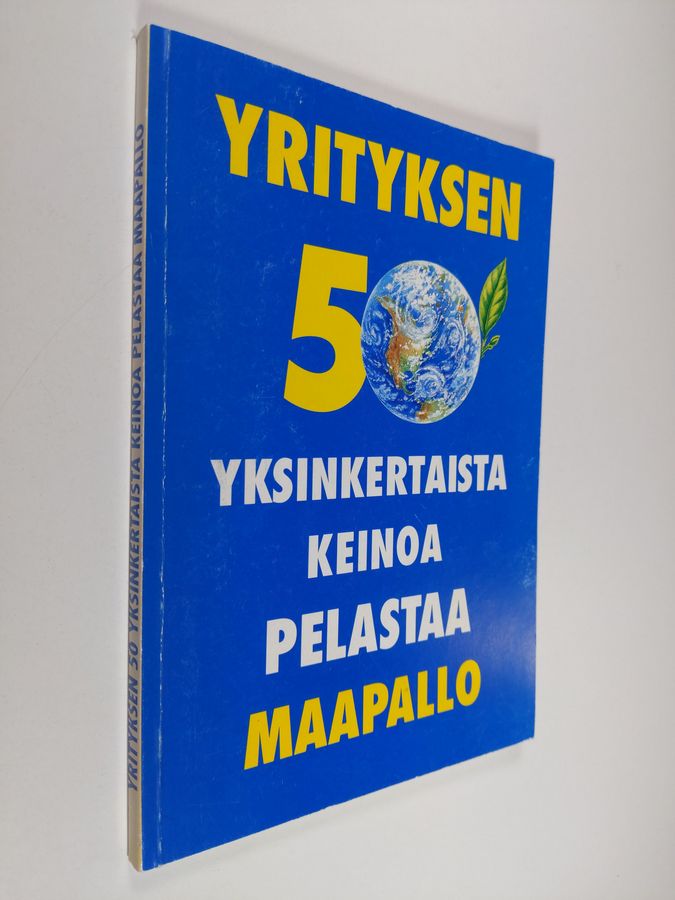 YRITYKSEN
50
YKSINKERTAISTA
KEINOA
PELASTAA
MAAPALLO
YRITYKSEN 50 YKSINKERTAISTA KEINOA PELASTAA MAAPALLO